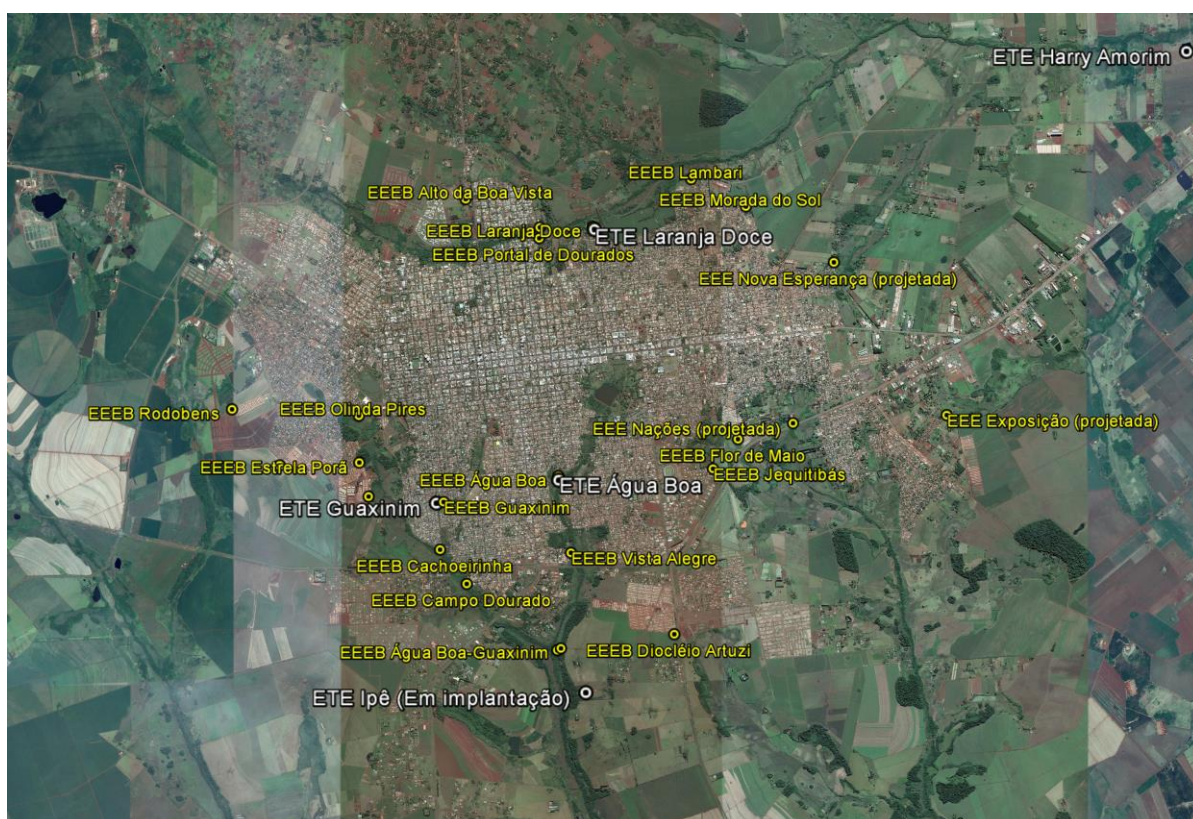 ETE Harry Amorim
EEEB Lambari
EEEB Alto da Boa Vista
EEEB Morada do Sol
EEEB Laranja Doce
ETE Laranja Doce
EEEB Portal de Dourados
EEE Nova Esperança (projetada)
EEEB Rodobens
EEEB Olinda Pires
EEE Nações (projetada)
EEE Exposição (projetada)
EEEB Flor de Maio
EEEB Estrela Porã
EEEB Jequitibás
EEEB Água Boa
ETE Água Boa
ETE Guaxinim
EEEB Guaxinim
EEEB Vista Alegre
EEEB Cachoeirinha
EEEB Campo Dourado
EEEB Água Boa-Guaxinim
EEEB Diocléio Artuzi
ETE Ipê (Em implantação)